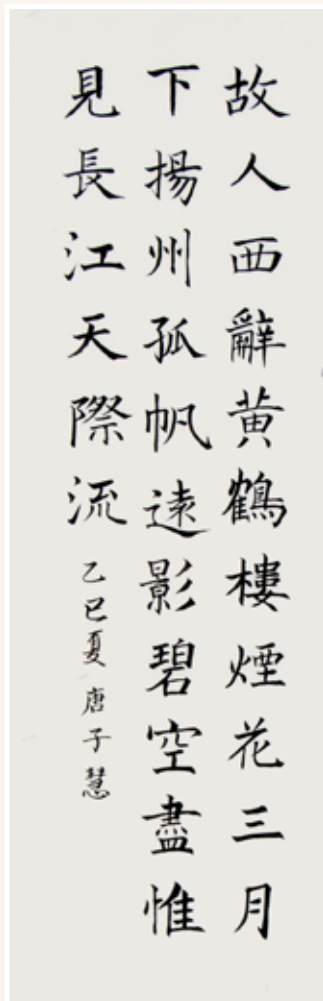 故人西辭黃鶴樓煙花三月
下揚州孤帆遠影碧空盡惟
見長江天際流
乙巳夏唐子慧